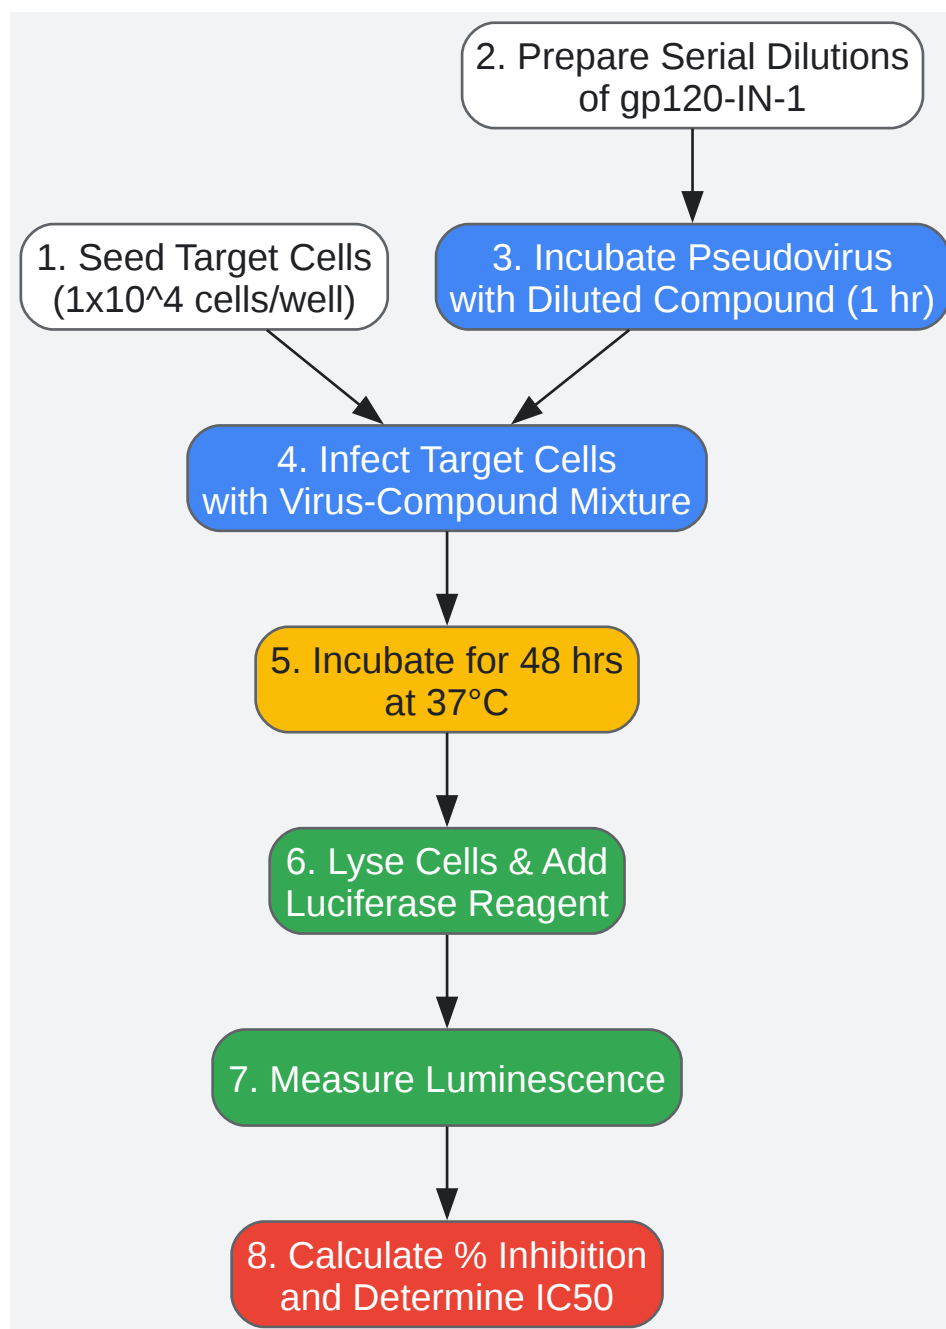 2. Prepare Serial Dilutions
of gp120-IN-1
1. Seed Target Cells
(1x10^4 cells/well)
3. Incubate Pseudovirus
with Diluted Compound (1 hr)
4. Infect Target Cells
with Virus-Compound Mixture
5. Incubate for 48 hrs
at 37°C
6. Lyse Cells & Add
Luciferase Reagent
7. Measure Luminescence
8. Calculate % Inhibition
and Determine IC50